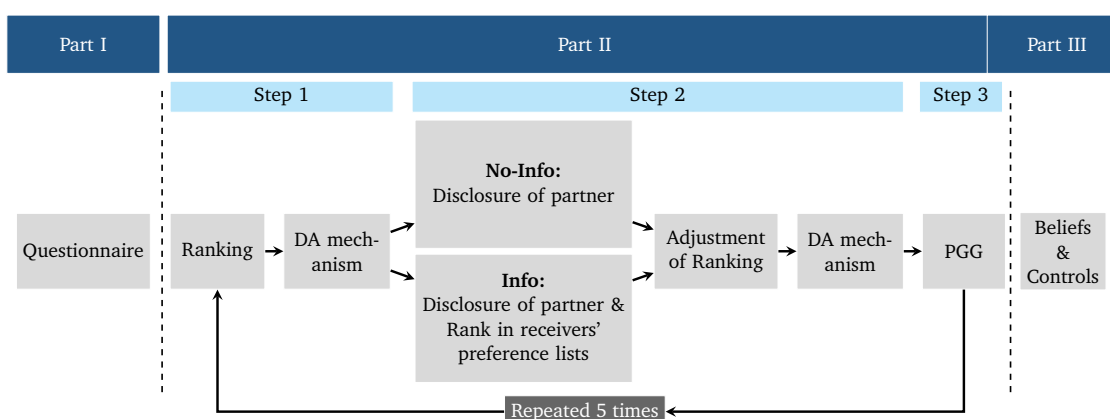 Part I
Part II
Part III
Step 1
Step 2
Step 3
Questionnaire
Ranking
DA mech-
anism
No-Info:
Disclosure of partner
Info:
Disclosure of partner &
Rank in receivers’
preference lists
Adjustment
of Ranking
DA mech-
anism
PGG
Beliefs
&
Controls
Repeated 5 times